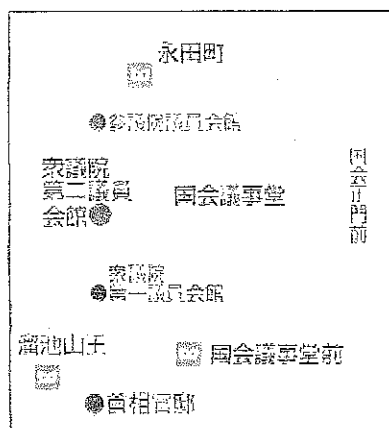 永田町
参議院議員会館
衆議院
第二議員
会館
国会議事堂
国会正門前
衆議院
第一議員会館
溜池山王
国会議事堂前
首相官邸